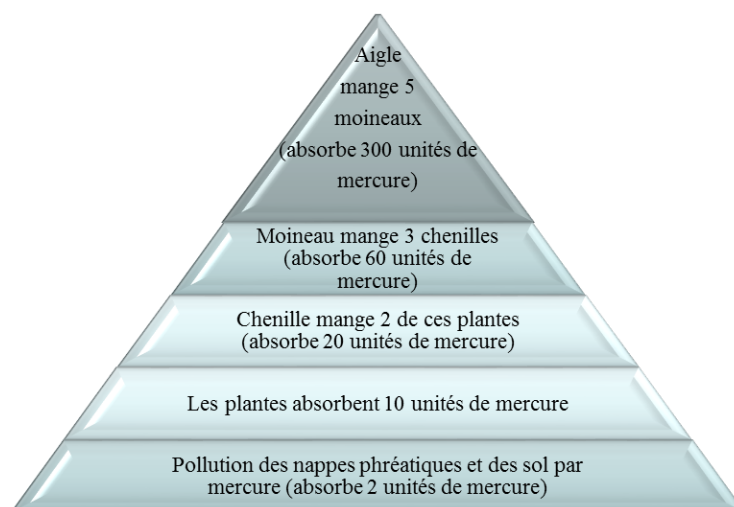 Aigle
mange 5
moineaux
(absorbe 300 unités de
mercure)
Moineau mange 3 chenilles
(absorbe 60 unités de
mercure)
Chenille mange 2 de ces plantes
(absorbe 20 unités de mercure)
Les plantes absorbent 10 unités de mercure
Pollution des nappes phréatiques et des sol par
mercure (absorbe 2 unités de mercure)